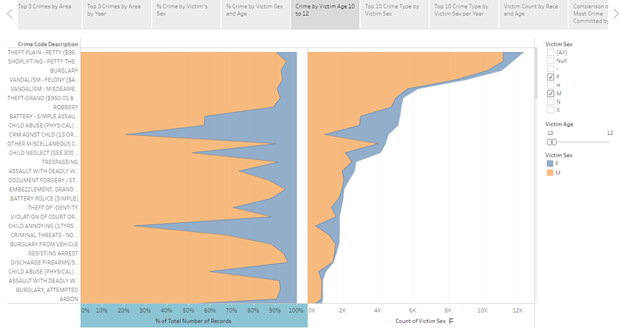 Top 3 Crimes by Area
Top 3 Crimes by Area by Year
% Crime by Victim's Sex
% Crime by Victim Sex and Age
Crime by Victim Age 10 to 12
Top 10 Crime Type by Victim Sex
Top 10 Crime Type by Victim Sex per Year
Victim Count by Race and Age
Comparison o
Most Crime
Committed by
Crime Code Description
THEFT PLAIN - PETTY ($95..
SHOPLIFTING - PETTY THE..
BURGLARY
VANDALISM - FELONY ($4..
VANDALISM - MISDEAME..
THEFT-GRAND ($950.01 &..
ROBBERY
BATTERY - SIMPLE ASSAU..
CHILD ABUSE (PHYSICAL)..
CRM AGNST CHLD (13 OR..
OTHER MISCELLANEOUS C..
CHILD NEGLECT (SEE 300 ..
TRESPASSING
ASSAULT WITH DEADLY W..
DOCUMENT FORGERY / ST..
EMBEZZLEMENT, GRAND ..
BATTERY POLICE (SIMPLE)
THEFT OF IDENTITY
VIOLATION OF COURT OR..
CHILD ANNOYING (17YRS ..
CRIMINAL THREATS - NO ..
BURGLARY FROM VEHICLE
RESISTING ARREST
DISCHARGE FIREARMS/S..
CHILD ABUSE (PHYSICAL)..
ASSAULT WITH DEADLY W..
BURGLARY, ATTEMPTED
ARSON
0% 10% 20% 30% 40% 50% 60% 70% 80% 90% 100%
% of Total Number of Records
0K 2K 4K 6K 8K 10K 12K
Count of Victim Sex
Victim Sex
(All)
Null
-
F
H
M
N
X
Victim Age
10 12
Victim Sex
F
M